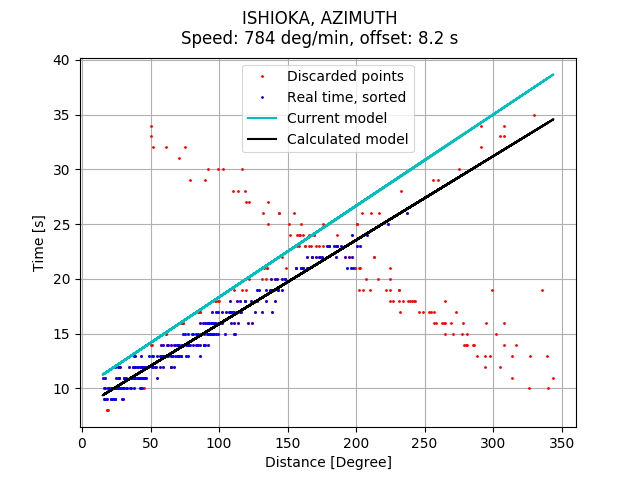 ISHIOKA, AZIMUTH
Speed: 784 deg/min, offset: 8.2 s
Discarded points
Real time, sorted
Current model
Calculated model
Time [s]
40
35
30
25
20
15
10
0 50 100 150 200 250 300 350
Distance [Degree]